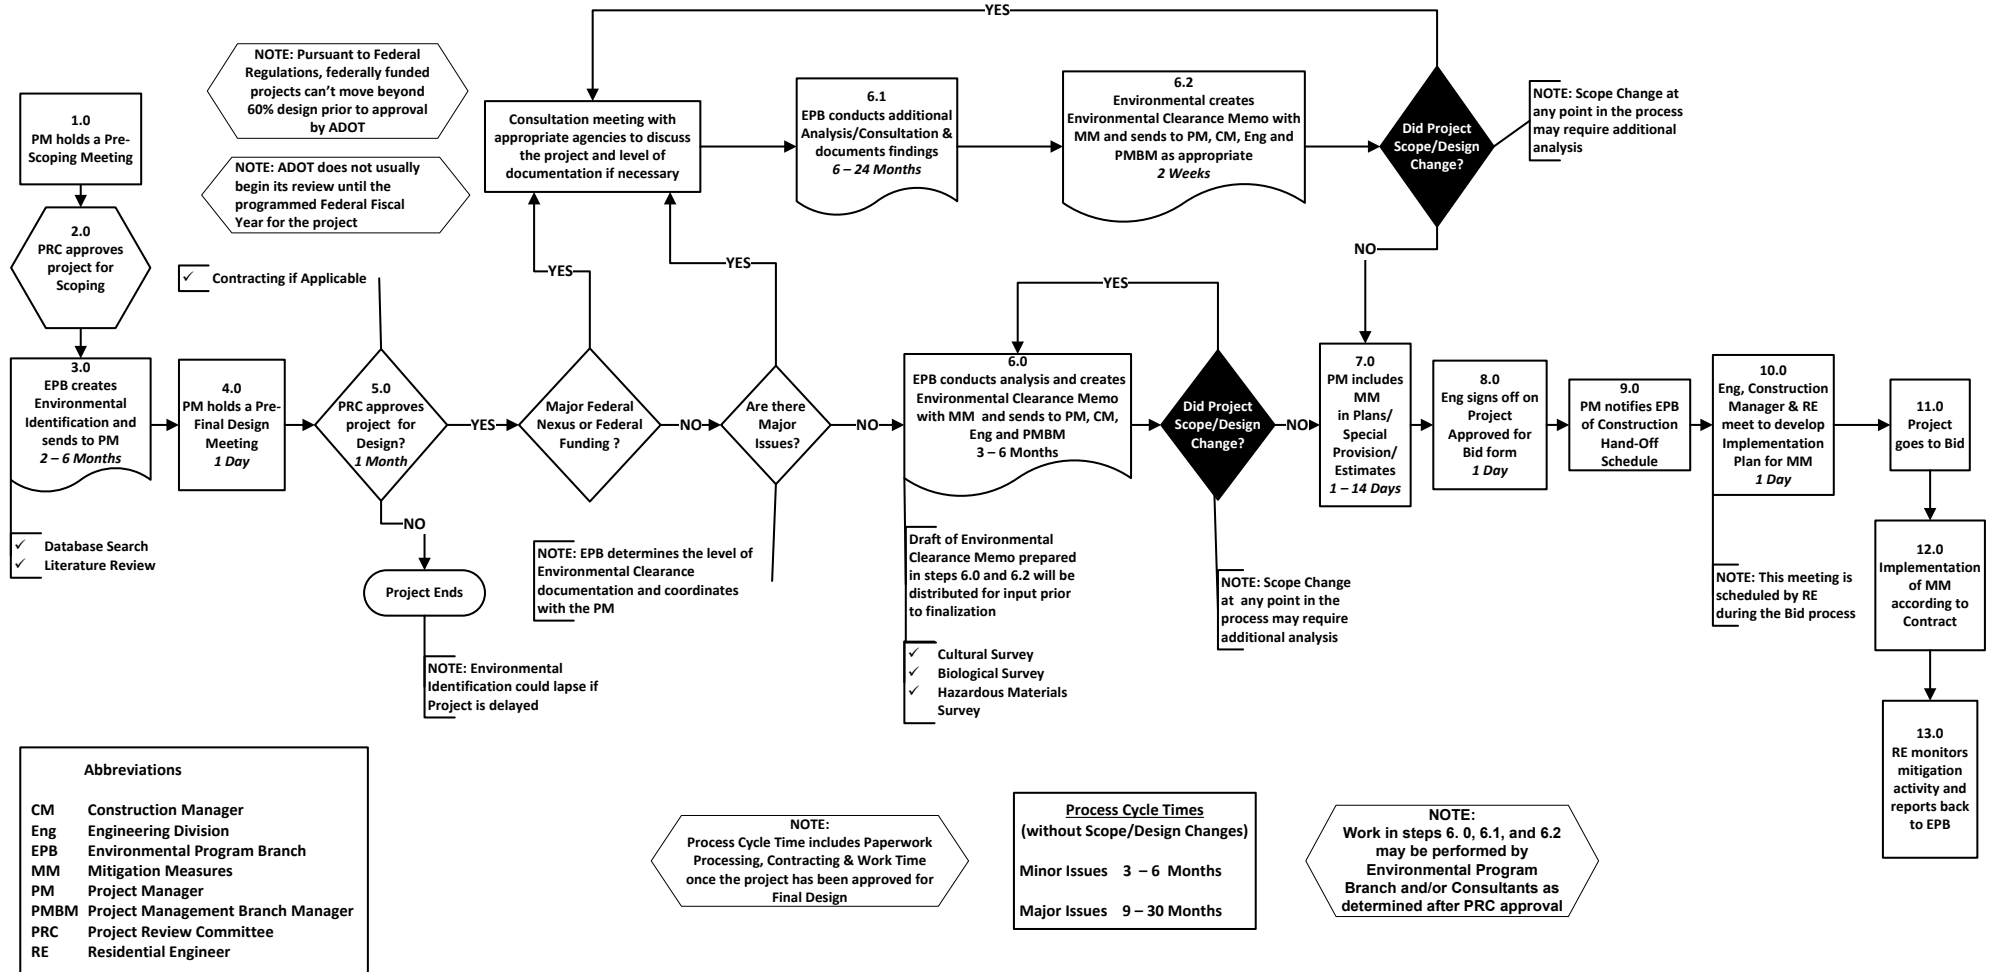 YES
NOTE: Pursuant to Federal
Regulations, federally funded
projects can't move beyond
60% design prior to approval
by ADOT
NOTE: ADOT does not usually
begin its review until the
programmed Federal Fiscal
Year for the project
1.0
PM holds a Pre-
Scoping Meeting
2.0
PRC approves
project for
Scoping
3.0
EPB creates
Environmental
Identification and
sends to PM
2 – 6 Months
✓ Database Search
✓ Literature Review
4.0
PM holds a Pre-
Final Design
Meeting
1 Day
✓ Contracting if Applicable
5.0
PRC approves
project for
Design?
1 Month
NO
Project Ends
NOTE: Environmental
Identification could lapse if
Project is delayed
YES
Major Federal
Nexus or Federal
Funding ?
YES
NO
Are there
Major
Issues?
YES
NO
NOTE: EPB determines the level of
Environmental Clearance
documentation and coordinates
with the PM
Consultation meeting with
appropriate agencies to discuss
the project and level of
documentation if necessary
6.1
EPB conducts additional
Analysis/Consultation &
documents findings
6 – 24 Months
6.2
Environmental creates
Environmental Clearance Memo with
MM and sends to PM, CM, Eng and
PMBM as appropriate
2 Weeks
Did Project
Scope/Design
Change?
NOTE: Scope Change at
any point in the process
may require additional
analysis
NO
6.0
EPB conducts analysis and creates
Environmental Clearance Memo
with MM and sends to PM, CM,
Eng and PMBM
3 – 6 Months
YES
Draft of Environmental
Clearance Memo prepared
in steps 6.0 and 6.2 will be
distributed for input prior
to finalization
✓ Cultural Survey
✓ Biological Survey
✓ Hazardous Materials
Survey
Did Project
Scope/Design
Change?
NO
NOTE: Scope Change
at any point in the
process may require
additional analysis
7.0
PM includes
MM
in Plans/
Special
Provision/
Estimates
1 – 14 Days
8.0
Eng signs off on
Project
Approved for
Bid form
1 Day
9.0
PM notifies EPB
of Construction
Hand-Off
Schedule
10.0
Eng, Construction
Manager & RE
meet to develop
Implementation
Plan for MM
1 Day
NOTE: This meeting is
scheduled by RE
during the Bid process
11.0
Project
goes to Bid
12.0
Implementation
of MM
according to
Contract
13.0
RE monitors
mitigation
activity and
reports back
to EPB
Abbreviations
CM Construction Manager
Eng Engineering Division
EPB Environmental Program Branch
MM Mitigation Measures
PM Project Manager
PMBM Project Management Branch Manager
PRC Project Review Committee
RE Residential Engineer
NOTE:
Process Cycle Time includes Paperwork
Processing, Contracting & Work Time
once the project has been approved for
Final Design
Process Cycle Times
(without Scope/Design Changes)
Minor Issues 3 – 6 Months
Major Issues 9 – 30 Months
NOTE:
Work in steps 6. 0, 6.1, and 6.2
may be performed by
Environmental Program
Branch and/or Consultants as
determined after PRC approval